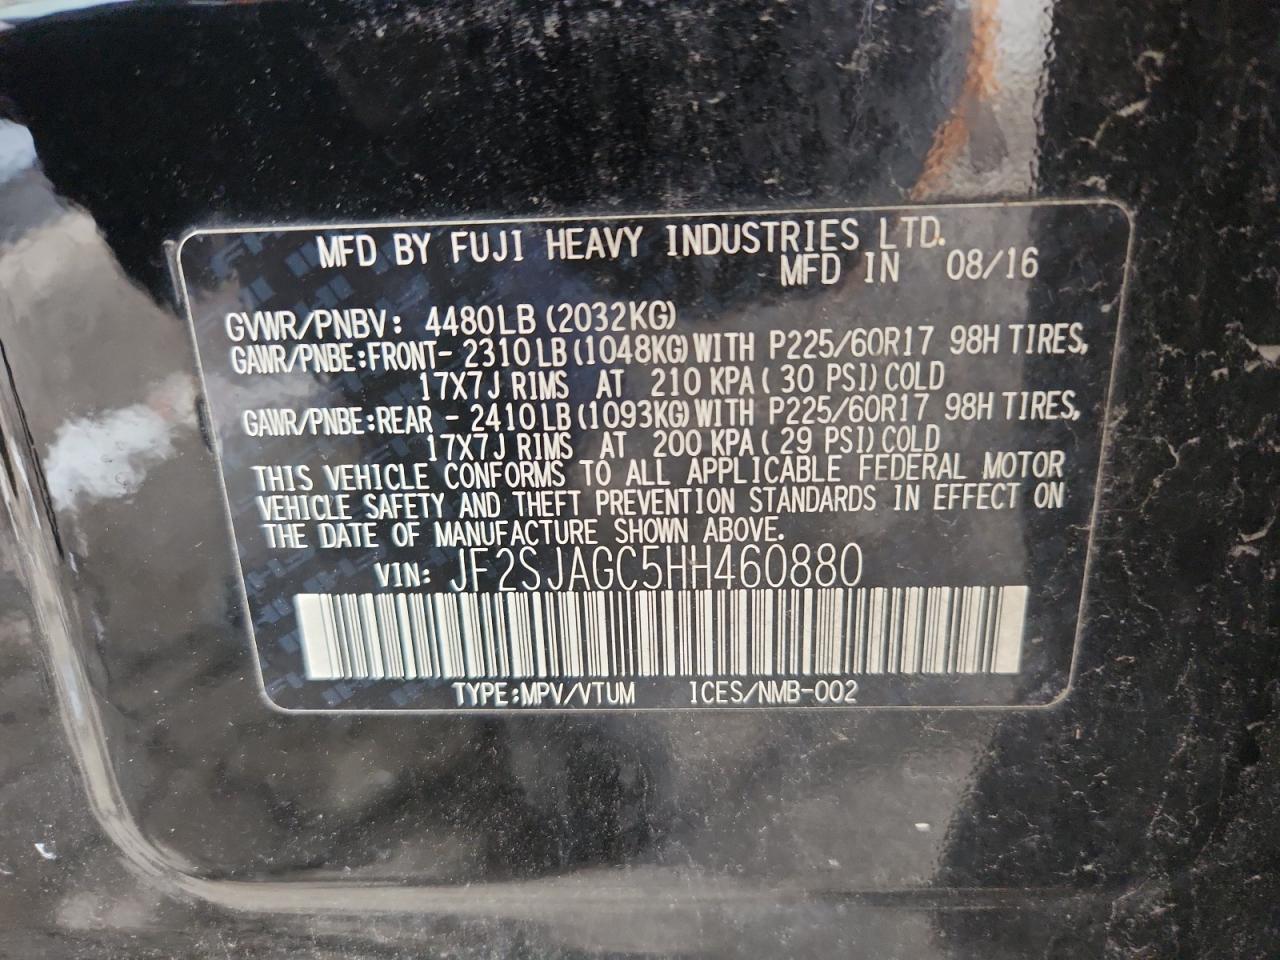 MFD BY FUJI HEAVY INDUSTRIES LTD.
MFD IN 08/16
GVWR/PNBV: 4480LB (2032KG)
GAWR/PNBE:FRONT- 2310LB (1048KG) WITH P225/60R17 98H TIRES,
17X7J RIMS AT 210 KPA ( 30 PSI) COLD
GAWR/PNBE:REAR - 2410LB (1093KG) WITH P225/60R17 98H TIRES,
17X7J RIMS AT 200 KPA ( 29 PSI) COLD
THIS VEHICLE CONFORMS TO ALL APPLICABLE FEDERAL MOTOR
VEHICLE SAFETY AND THEFT PREVENTION STANDARDS IN EFFECT ON
THE DATE OF MANUFACTURE SHOWN ABOVE.
VIN: JF2SJAGC5HH460880
TYPE:MPV/VTUM ICES/NMB-002